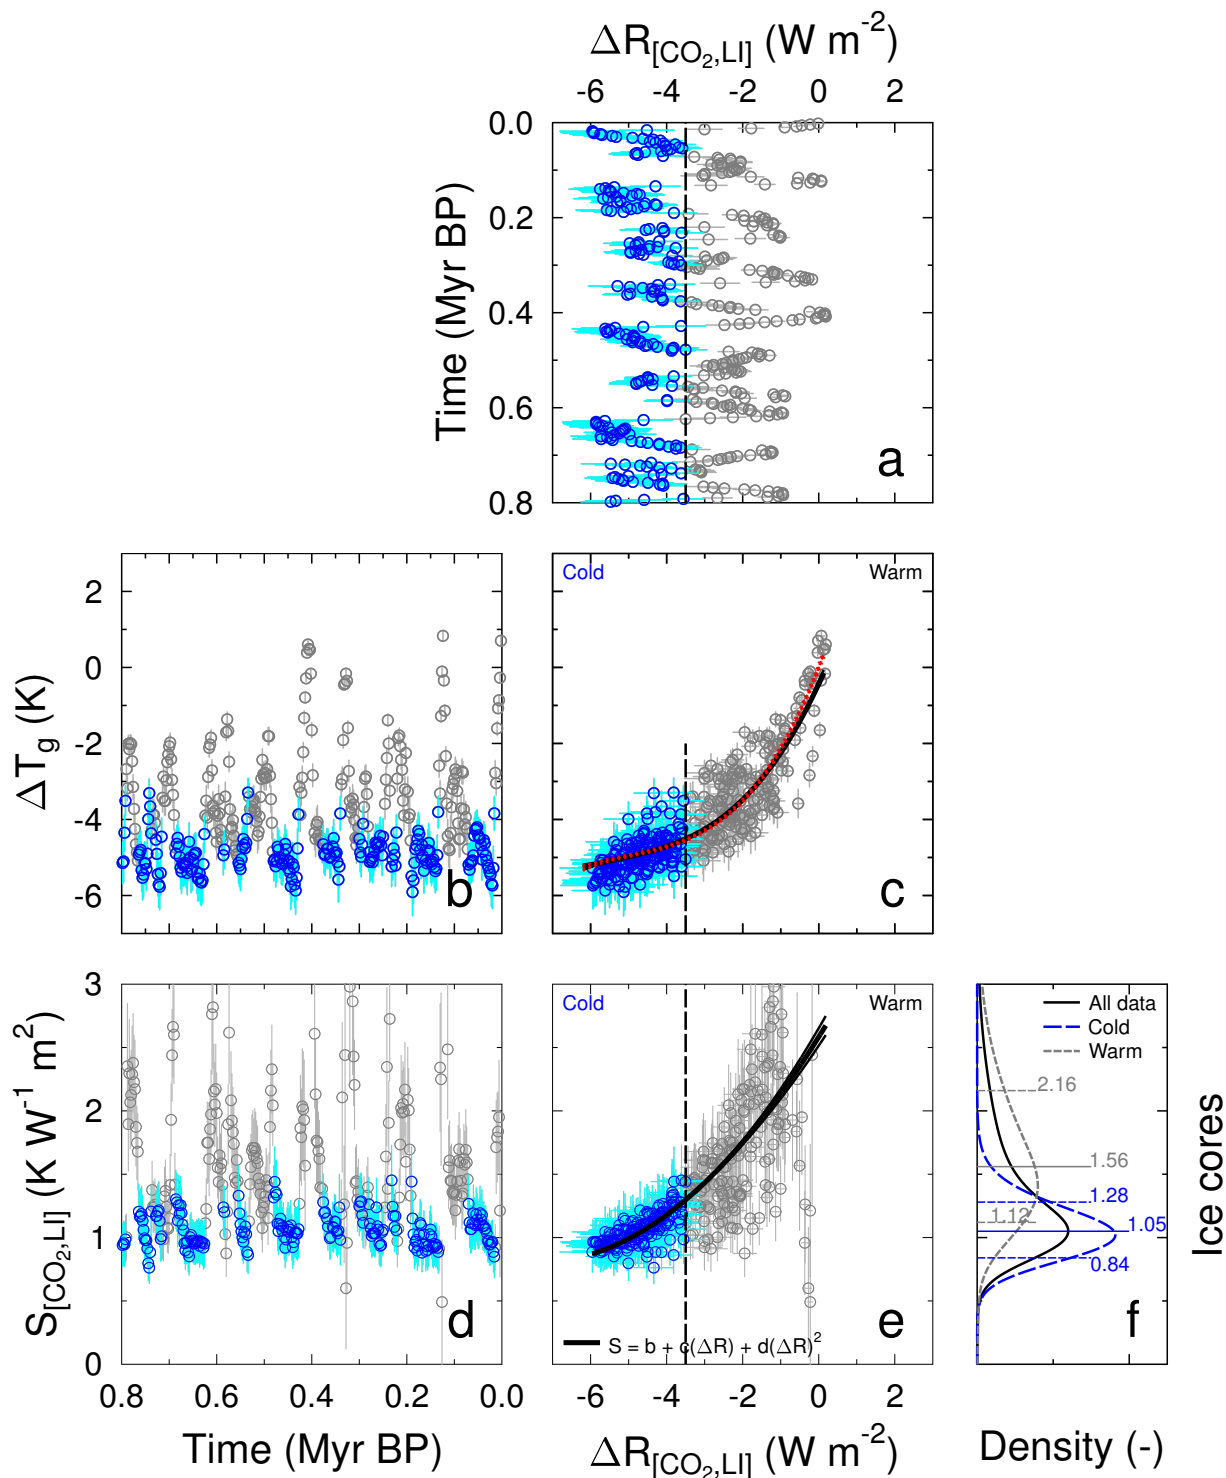 ΔR[CO₂,LI] (W m⁻²)
-6 -4 -2 0 2
Time (Myr BP)
0.0
0.2
0.4
0.6
0.8
a
ΔTg (K)
2
0
-2
-4
-6
b
Cold Warm
c
S[CO₂,LI] (K W⁻¹ m²)
3
2
1
0
d
0.8 0.6 0.4 0.2 0.0
Time (Myr BP)
Cold Warm
e
S = b + c(ΔR) + d(ΔR)²
-6 -4 -2 0 2
ΔR[CO₂,LI] (W m⁻²)
All data
Cold
Warm
2.16
1.56
1.28
1.12
1.05
0.84
f
Density (-)
Ice cores